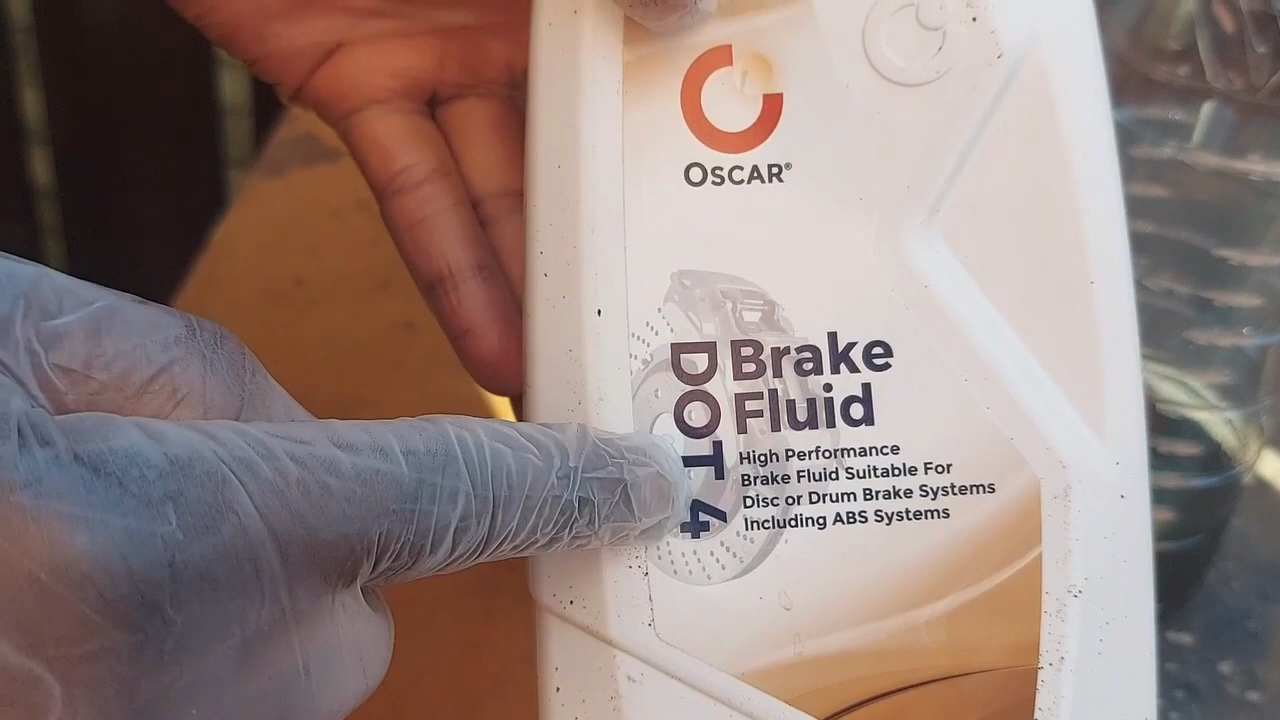 OSCAR®
DOT 4
Brake
Fluid
High Performance
Brake Fluid Suitable For
Disc or Drum Brake Systems
Including ABS Systems